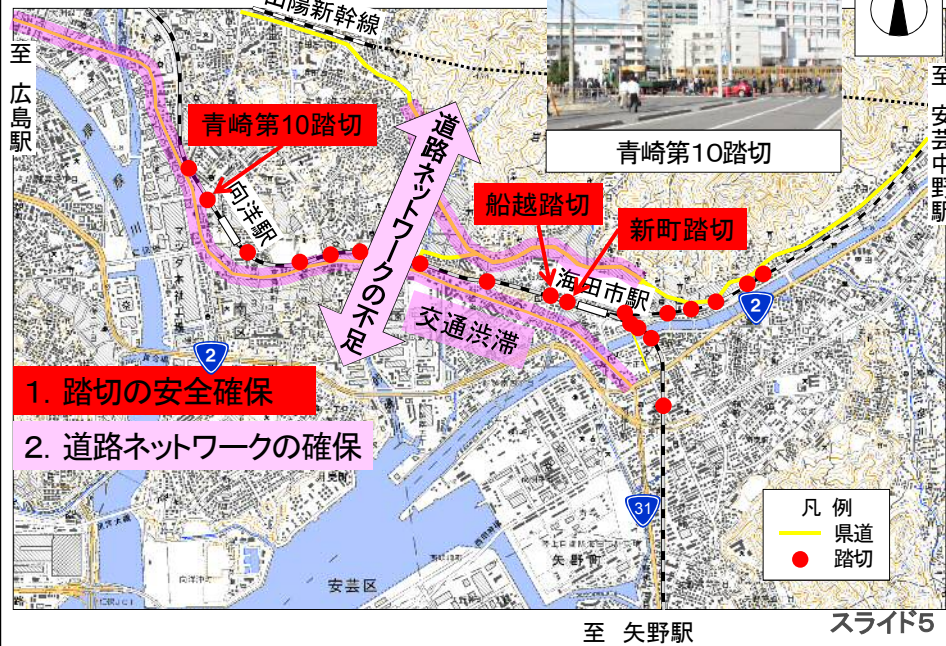 山陽新幹線
至 広島駅
青崎第10踏切
至 安芸中野駅
青崎第10踏切
向洋駅
道路ネットワークの不足
船越踏切
新町踏切
海田市駅
交通渋滞
2
2
1. 踏切の安全確保
2. 道路ネットワークの確保
31
凡 例
県道
踏切
安芸区
矢野町
至 矢野駅
スライド5